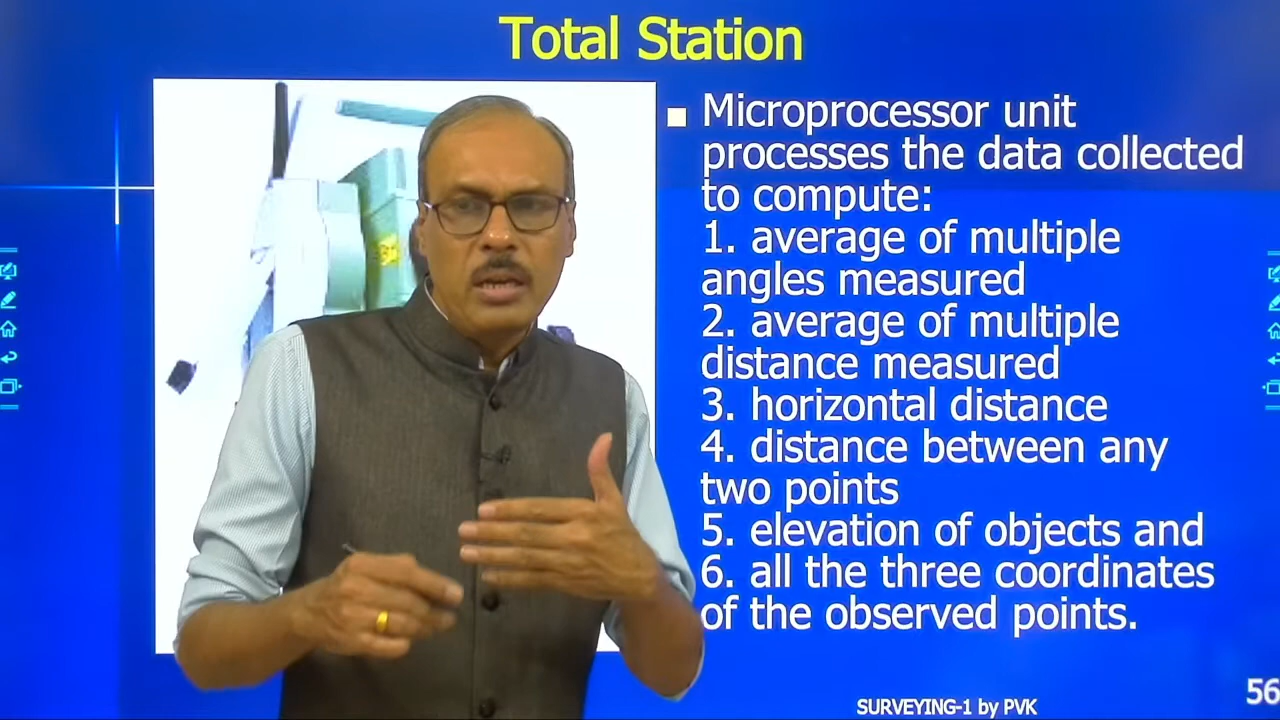 Total Station
Microprocessor unit
processes the data collected
to compute:
1. average of multiple
angles measured
2. average of multiple
distance measured
3. horizontal distance
4. distance between any
two points
5. elevation of objects and
6. all the three coordinates
of the observed points.
SURVEYING-1 by PVK
56